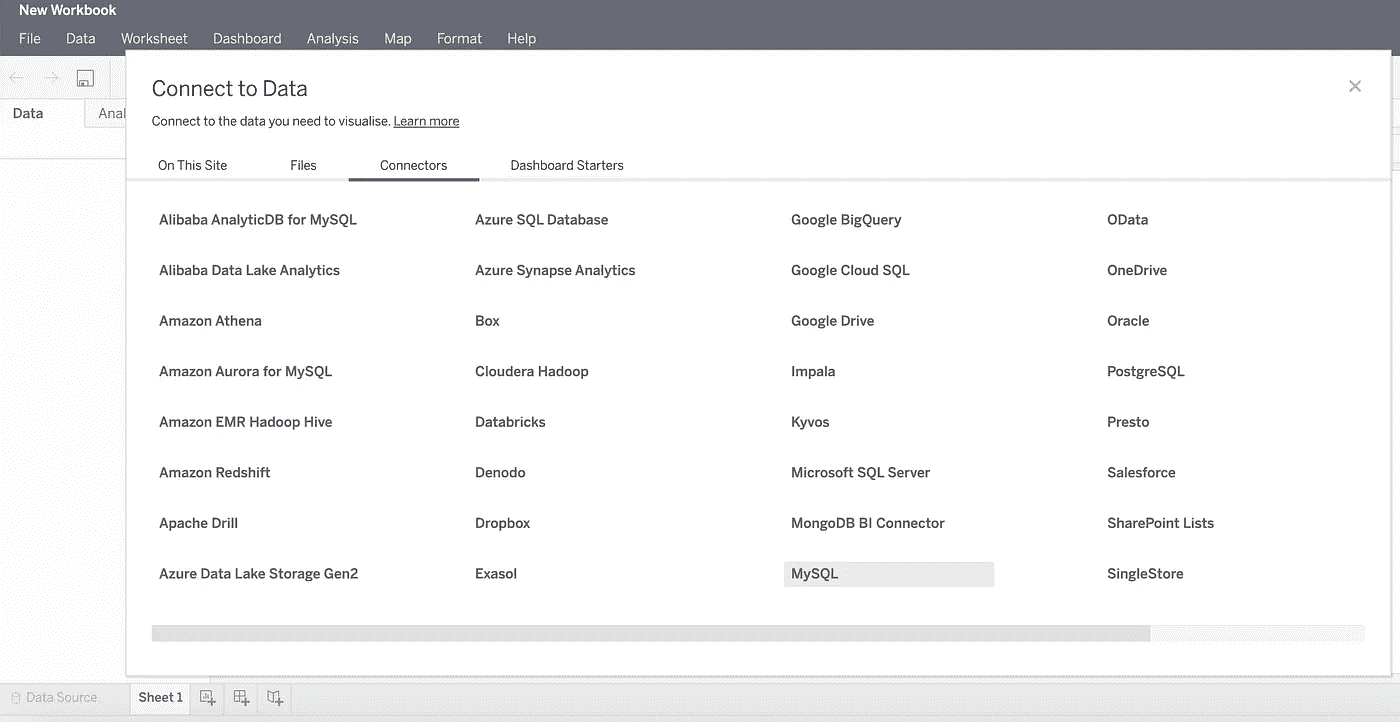 New Workbook
File Data Worksheet Dashboard Analysis Map Format Help
Connect to Data
Connect to the data you need to visualise. Learn more
Data Anal
On This Site Files Connectors Dashboard Starters
Alibaba AnalyticDB for MySQL Azure SQL Database Google BigQuery OData
Alibaba Data Lake Analytics Azure Synapse Analytics Google Cloud SQL OneDrive
Amazon Athena Box Google Drive Oracle
Amazon Aurora for MySQL Cloudera Hadoop Impala PostgreSQL
Amazon EMR Hadoop Hive Databricks Kyvos Presto
Amazon Redshift Denodo Microsoft SQL Server Salesforce
Apache Drill Dropbox MongoDB BI Connector SharePoint Lists
Azure Data Lake Storage Gen2 Exasol MySQL SingleStore
Data Source Sheet 1